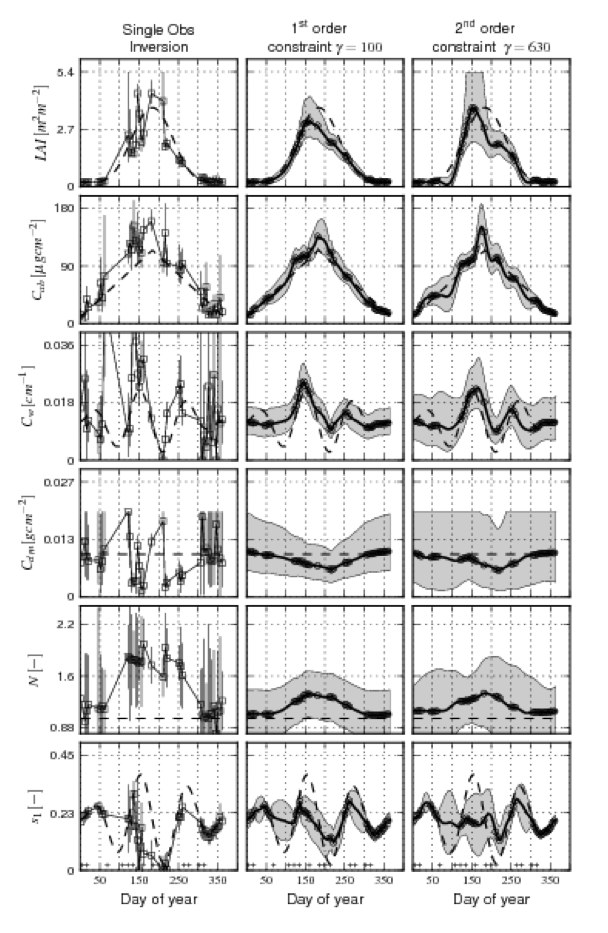 Single Obs
Inversion
1st order
constraint γ = 100
2nd order
constraint γ = 630
LAI [m²m⁻²]
5.4
2.7
0
C_ab [μgcm⁻²]
180
90
0
C_w [cm⁻¹]
0.036
0.018
0
C_dm [gcm⁻²]
0.027
0.013
0
N [−]
2.2
1.6
0.88
s₁ [−]
0.45
0.23
0
50 150 250 350
50 150 250 350
50 150 250 350
Day of year
Day of year
Day of year